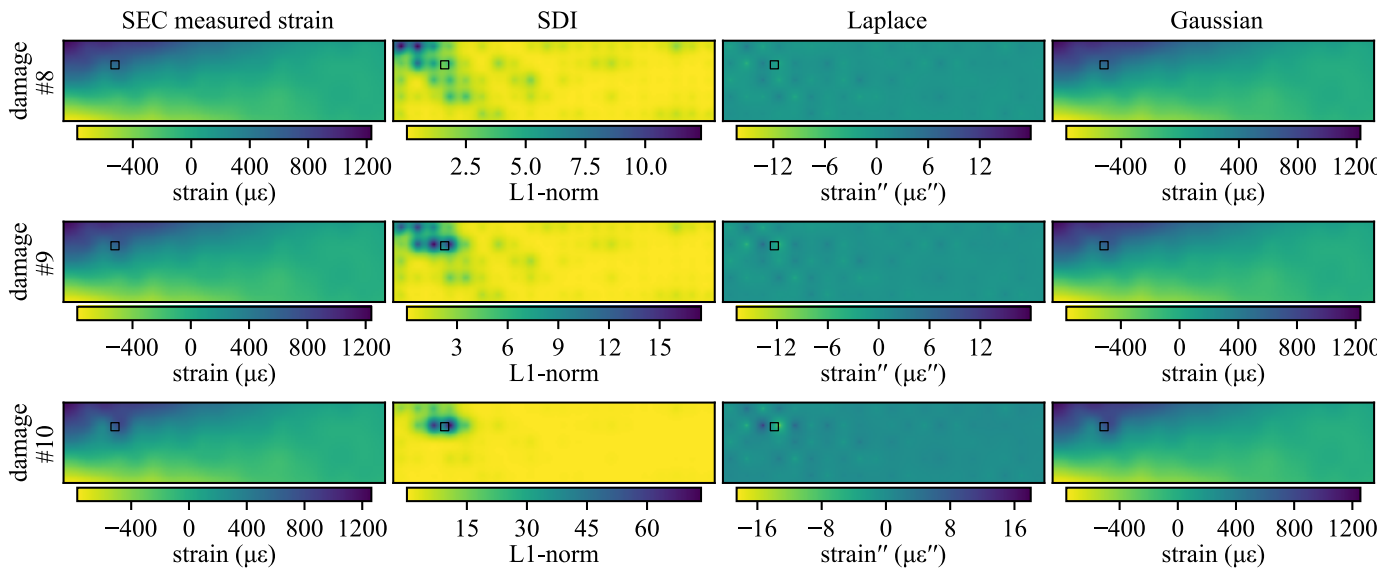 SEC measured strain SDI Laplace Gaussian
damage #8
−400 0 400 800 1200 2.5 5.0 7.5 10.0 −12 −6 0 6 12 −400 0 400 800 1200
strain (με) L1-norm strain′′ (με′′) strain (με)
damage #9
−400 0 400 800 1200 3 6 9 12 15 −12 −6 0 6 12 −400 0 400 800 1200
strain (με) L1-norm strain′′ (με′′) strain (με)
damage #10
−400 0 400 800 1200 15 30 45 60 −16 −8 0 8 16 −400 0 400 800 1200
strain (με) L1-norm strain′′ (με′′) strain (με)